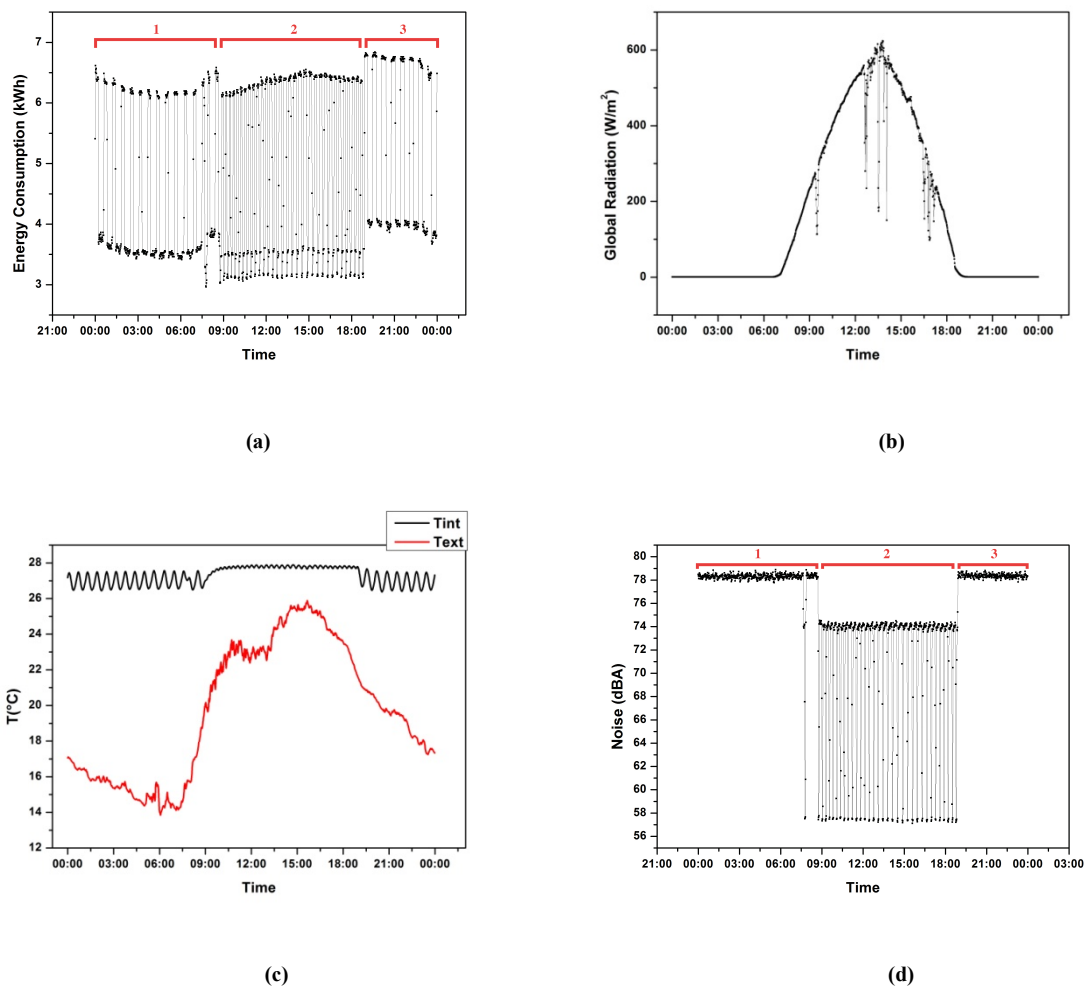 1 2 3
7
6
5
4
3
Energy Consumption (kWh)
21:00 00:00 03:00 06:00 09:00 12:00 15:00 18:00 21:00 00:00
Time
(a)
600
400
200
0
Global Radiation (W/m²)
00:00 03:00 06:00 09:00 12:00 15:00 18:00 21:00 00:00
Time
(b)
Tint
Text
28
26
24
22
20
18
16
14
12
T(°C)
00:00 03:00 06:00 09:00 12:00 15:00 18:00 21:00 00:00
Time
(c)
1 2 3
80
78
76
74
72
70
68
66
64
62
60
58
56
Noise (dBA)
21:00 00:00 03:00 06:00 09:00 12:00 15:00 18:00 21:00 00:00 03:00
Time
(d)